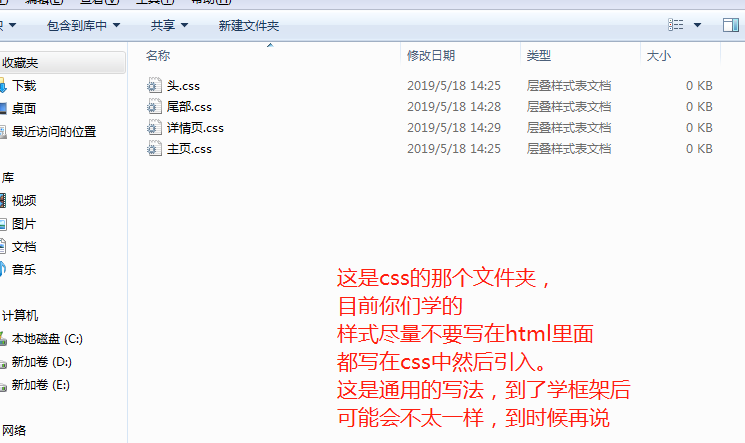 包含到库中 共享 新建文件夹
名称 修改日期 类型 大小
收藏夹
下载
桌面
最近访问的位置
库
视频
图片
文档
音乐
计算机
本地磁盘 (C:)
新加卷 (D:)
新加卷 (E:)
网络
头.css 2019/5/18 14:25 层叠样式表文档 0 KB
尾部.css 2019/5/18 14:28 层叠样式表文档 0 KB
详情页.css 2019/5/18 14:29 层叠样式表文档 0 KB
主页.css 2019/5/18 14:25 层叠样式表文档 0 KB
这是css的那个文件夹，
目前你们学的
样式尽量不要写在html里面
都写在css中然后引入。
这是通用的写法，到了学框架后
可能会不太一样，到时候再说